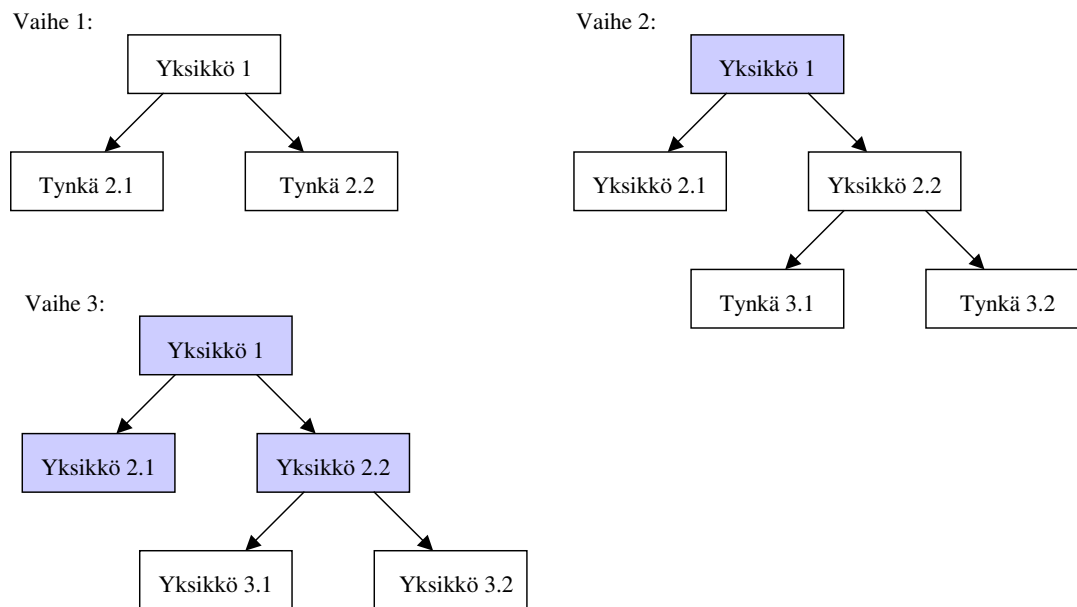 Vaihe 1:
Yksikkö 1
Tynkä 2.1
Tynkä 2.2
Vaihe 2:
Yksikkö 1
Yksikkö 2.1
Yksikkö 2.2
Tynkä 3.1
Tynkä 3.2
Vaihe 3:
Yksikkö 1
Yksikkö 2.1
Yksikkö 2.2
Yksikkö 3.1
Yksikkö 3.2